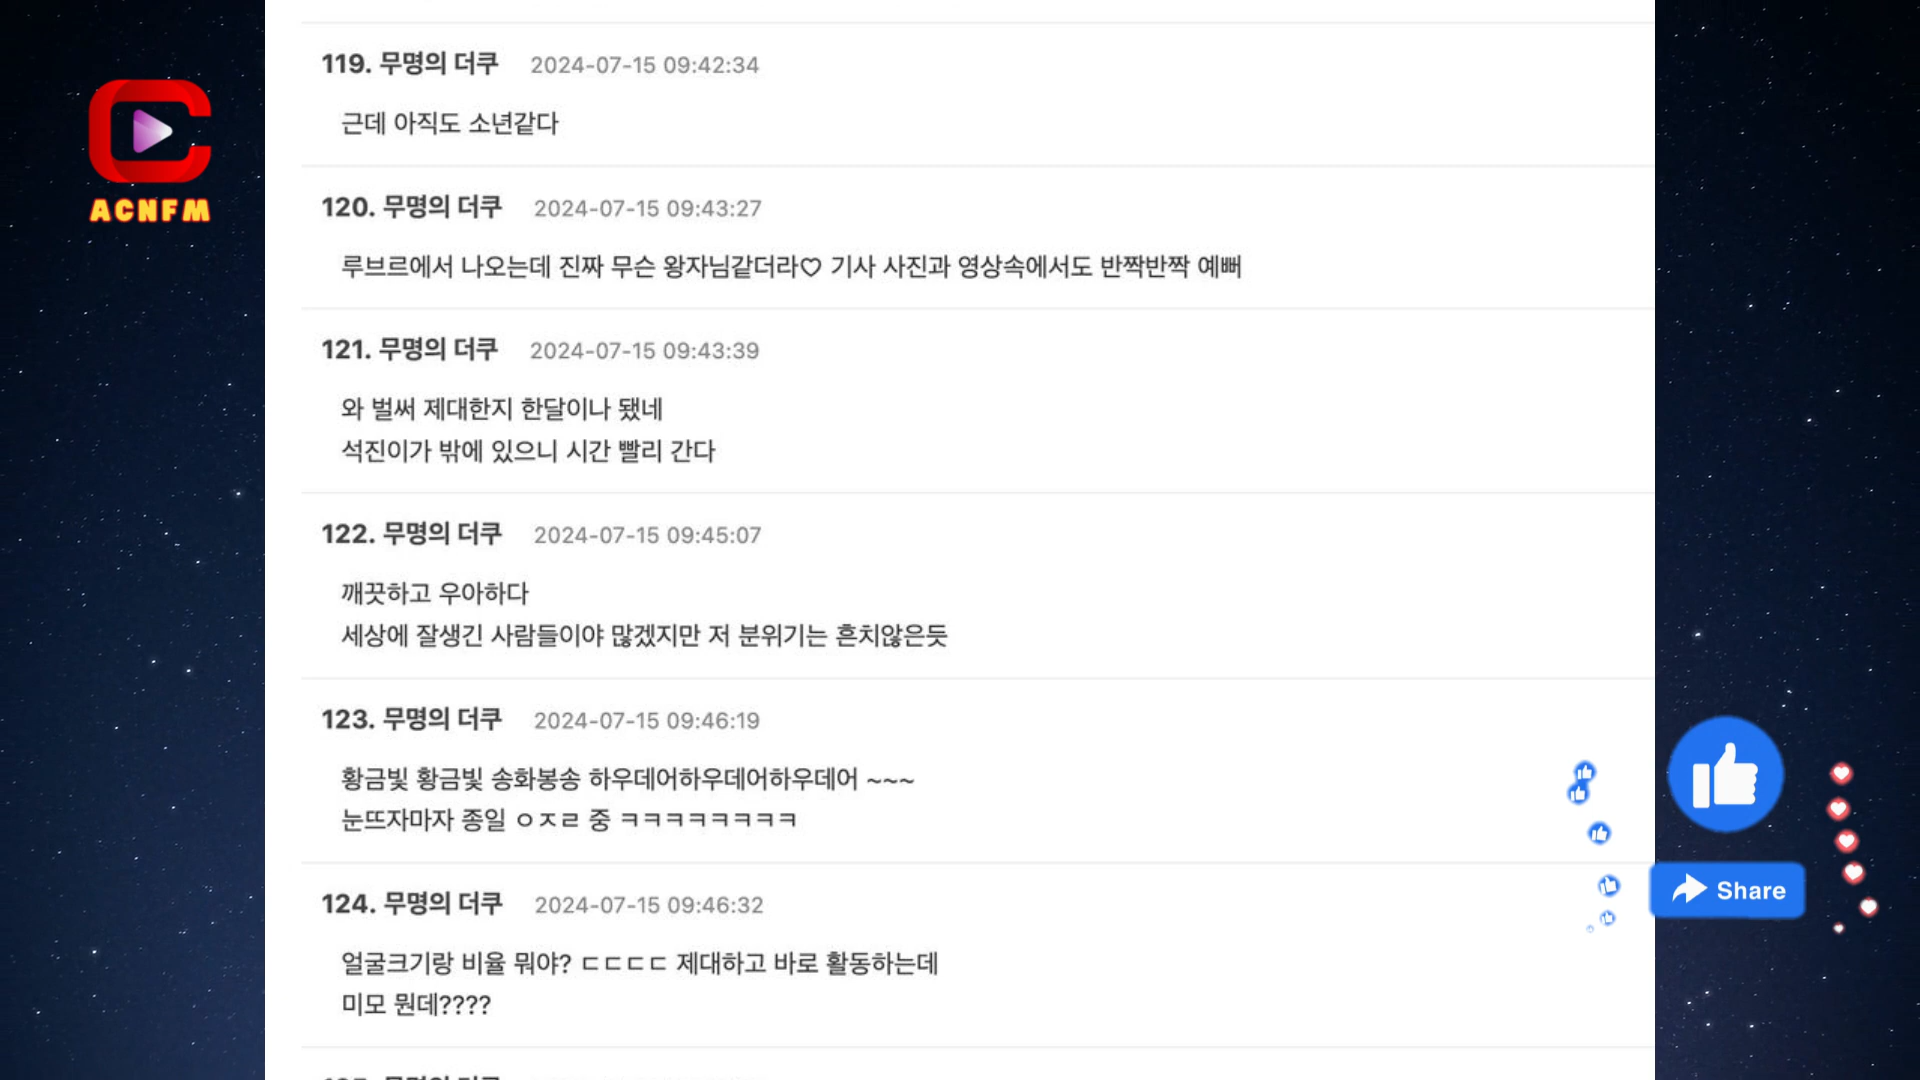 ACNFM
119. 무명의 더쿠 2024-07-15 09:42:34
근데 아직도 소년같다
120. 무명의 더쿠 2024-07-15 09:43:27
루브르에서 나오는데 진짜 무슨 왕자님같더라♡ 기사 사진과 영상속에서도 반짝반짝 예뻐
121. 무명의 더쿠 2024-07-15 09:43:39
와 벌써 제대한지 한달이나 됐네
석진이가 밖에 있으니 시간 빨리 간다
122. 무명의 더쿠 2024-07-15 09:45:07
깨끗하고 우아하다
세상에 잘생긴 사람들이야 많겠지만 저 분위기는 흔치않은듯
123. 무명의 더쿠 2024-07-15 09:46:19
황금빛 황금빛 송화봉송 하우데어하우데어하우데어 ~~~
눈뜨자마자 종일 ㅇㅈㄹ 중 ㅋㅋㅋㅋㅋㅋㅋㅋ
124. 무명의 더쿠 2024-07-15 09:46:32
얼굴크기랑 비율 뭐야? ㄷㄷㄷㄷ 제대하고 바로 활동하는데
미모 뭔데????
Share